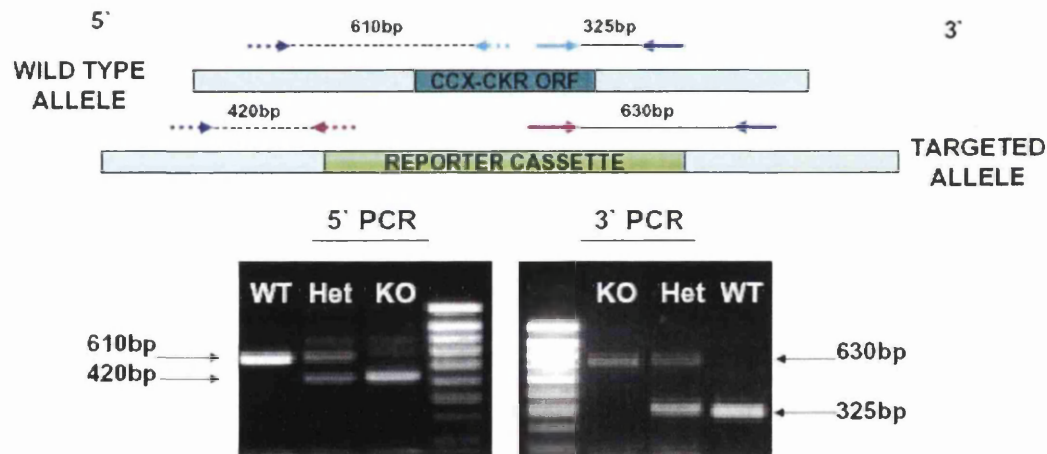 5` 3`
610bp 325bp
WILD TYPE
ALLELE
CCX-CKR ORF
420bp 630bp
REPORTER CASSETTE
TARGETED
ALLELE
5` PCR 3` PCR
WT Het KO KO Het WT
610bp
420bp
630bp
325bp